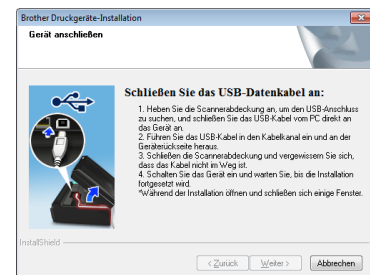 Brother Druckgeräte-Installation
Gerät anschließen
Schließen Sie das USB-Datenkabel an:
1. Heben Sie die Scannerabdeckung an, um den USB-Anschluss
zu suchen, und schließen Sie das USB-Kabel vom PC direkt an
das Gerät an.
2. Führen Sie das USB-Kabel in den Kabelkanal ein und an der
Geräterückseite heraus.
3. Schließen die Scannerabdeckung und vergewissern Sie sich,
dass das Kabel nicht im Weg ist.
4. Schalten Sie das Gerät ein und warten Sie, bis die Installation
fortgesetzt wird.
*Während der Installation öffnen und schließen sich einige Fenster.
InstallShield
< Zurück
Weiter >
Abbrechen